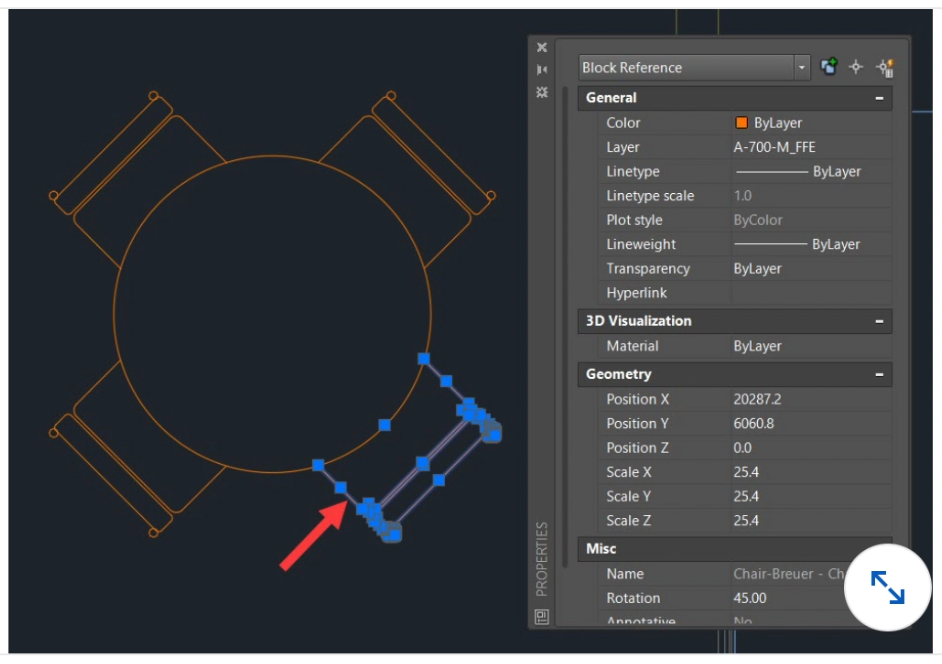 Block Reference
General
Color ByLayer
Layer A-700-M_FFE
Linetype ByLayer
Linetype scale 1.0
Plot style ByColor
Lineweight ByLayer
Transparency ByLayer
Hyperlink
3D Visualization
Material ByLayer
Geometry
Position X 20287.2
Position Y 6060.8
Position Z 0.0
Scale X 25.4
Scale Y 25.4
Scale Z 25.4
Misc
Name Chair-Breuer - Ch
Rotation 45.00
Annotative No
PROPERTIES